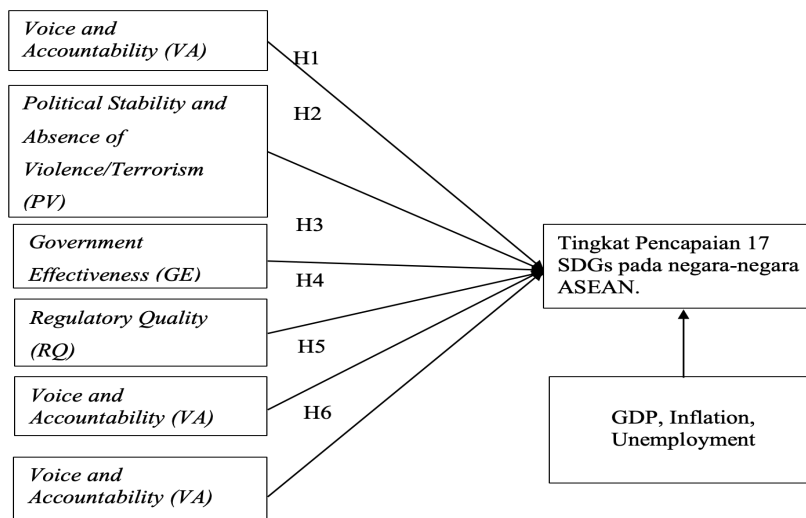 Voice and
Accountability (VA)
H1
Political Stability and
Absence of
Violence/Terrorism
(PV)
H2
H3
Government
Effectiveness (GE)
H4
Regulatory Quality
(RQ)
H5
Voice and
Accountability (VA)
H6
Voice and
Accountability (VA)
Tingkat Pencapaian 17
SDGs pada negara-negara
ASEAN.
GDP, Inflation,
Unemployment